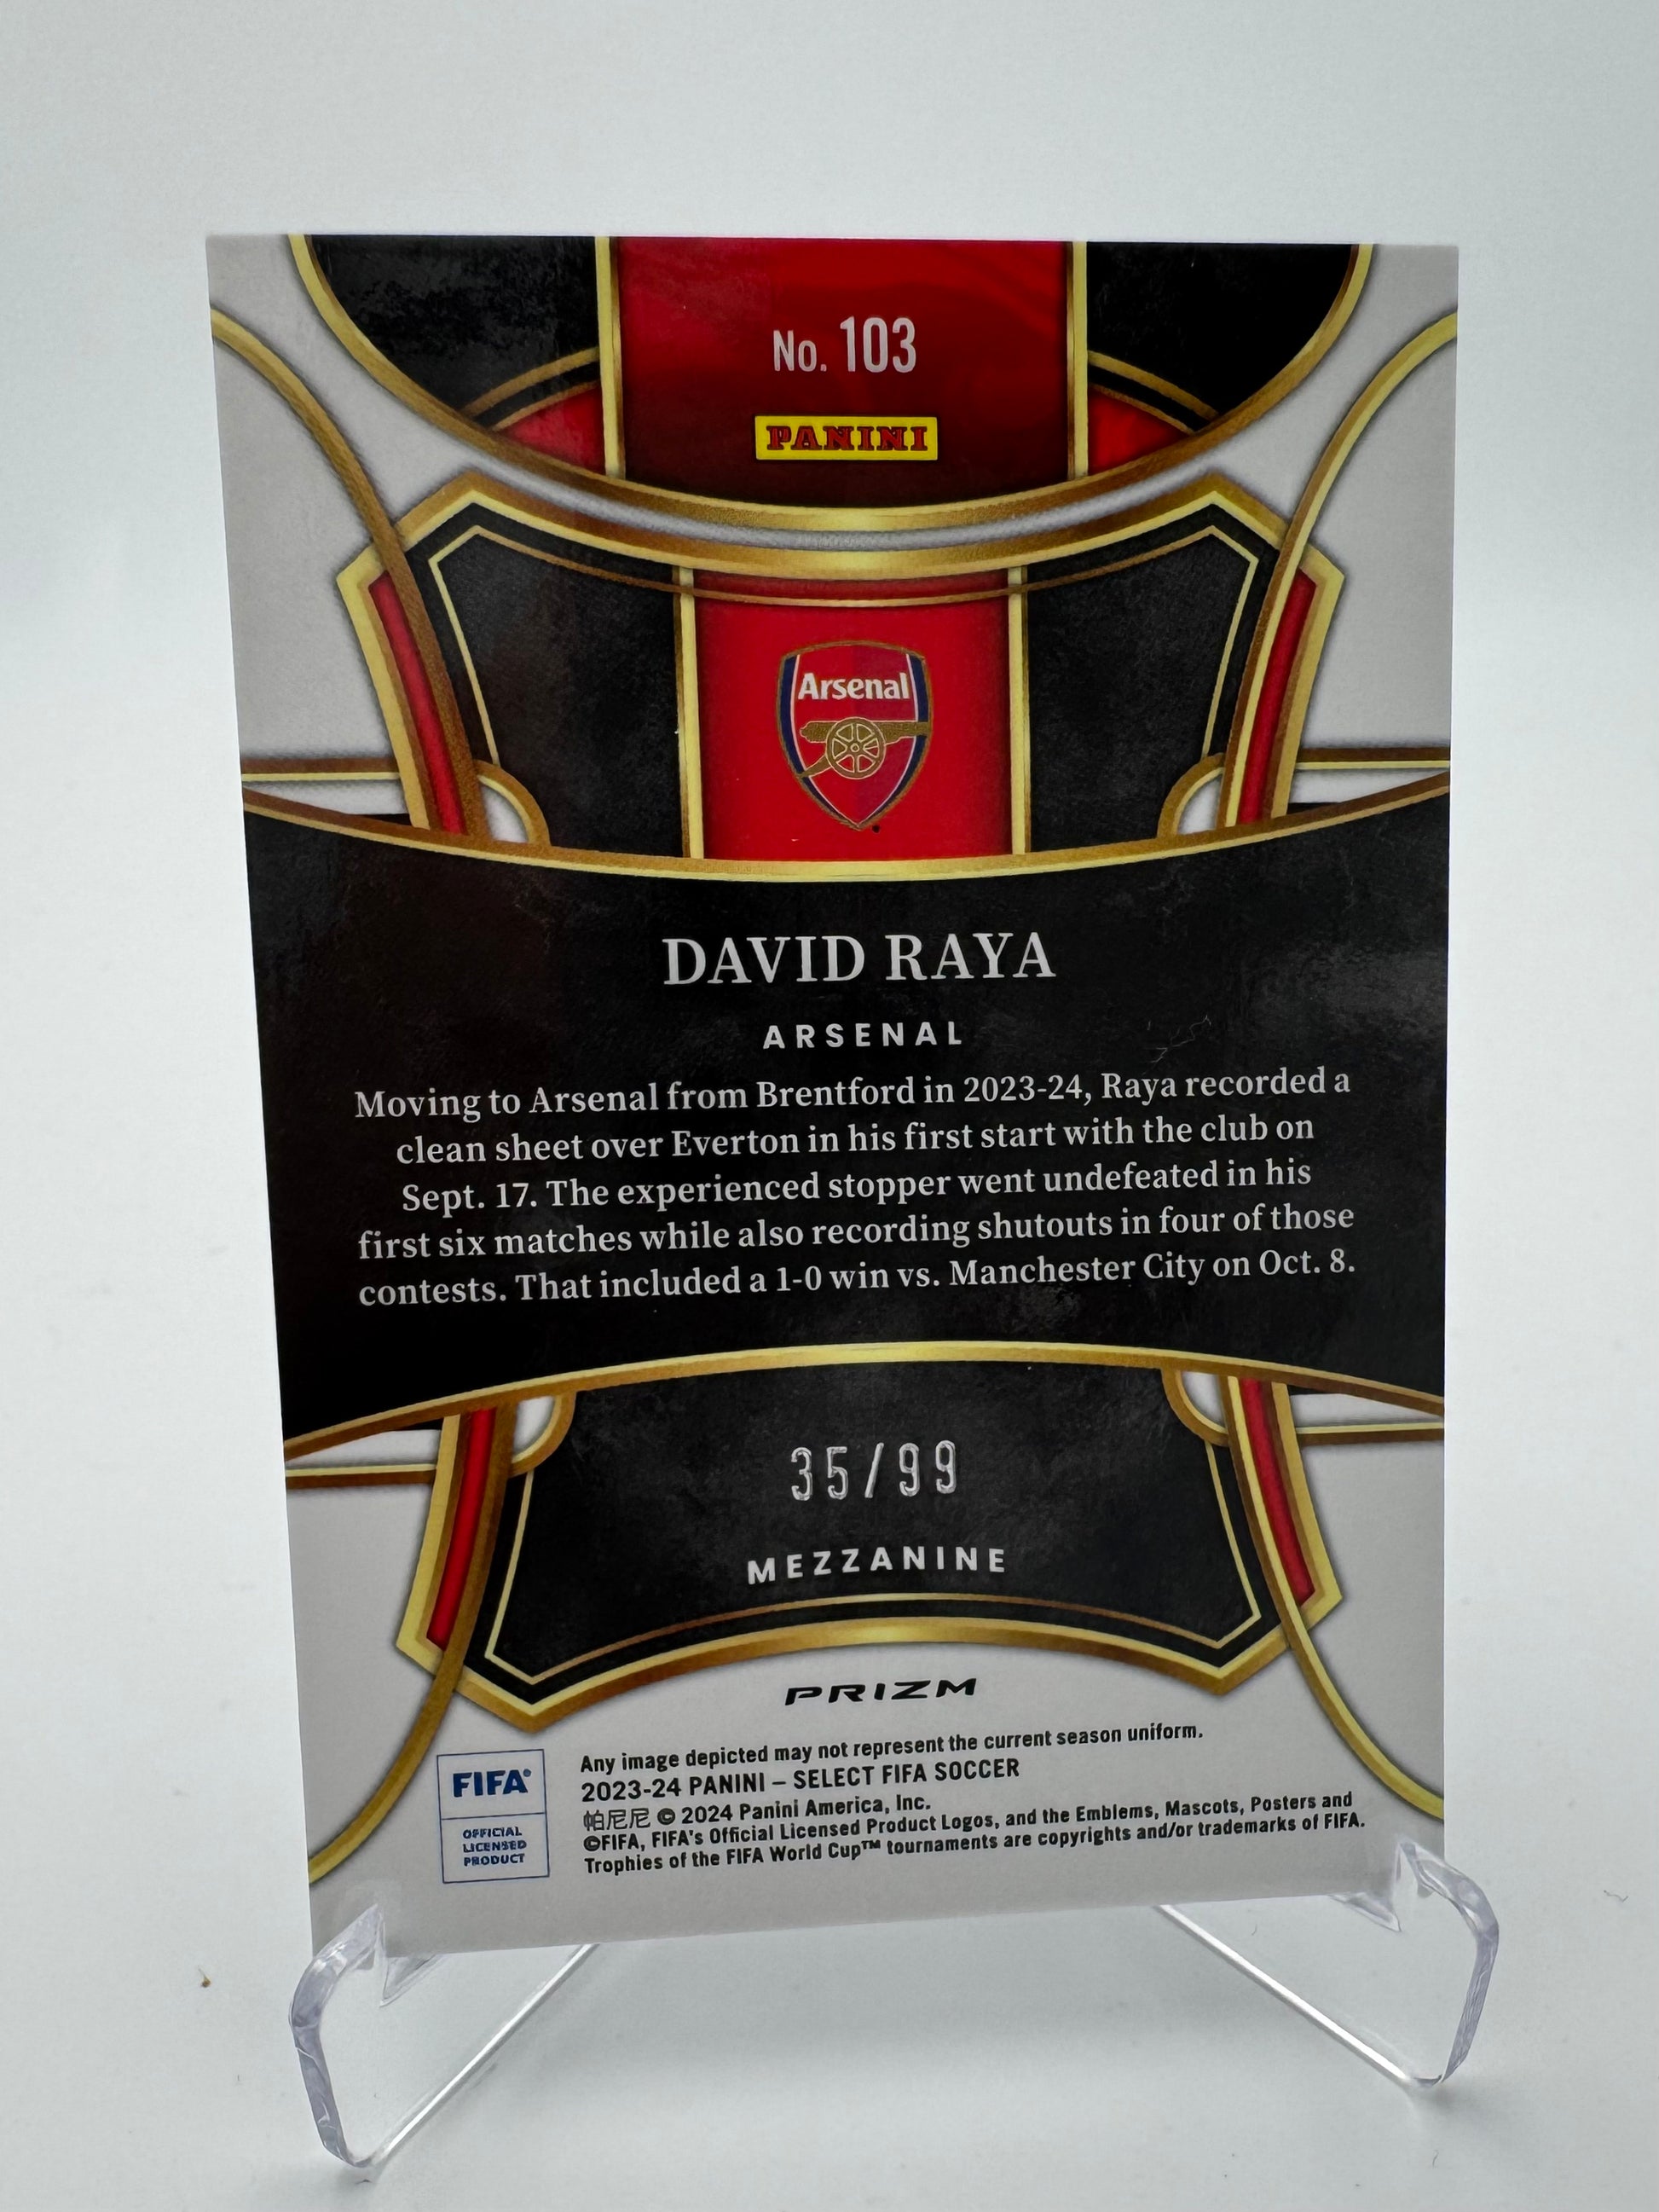 No. 103
PANINI
Arsenal
DAVID RAYA
ARSENAL
Moving to Arsenal from Brentford in 2023-24, Raya recorded a
clean sheet over Everton in his first start with the club on
Sept. 17. The experienced stopper went undefeated in his
first six matches while also recording shutouts in four of those
contests. That included a 1-0 win vs. Manchester City on Oct. 8.
35/99
MEZZANINE
PRIZM
FIFA®
OFFICIAL
LICENSED
PRODUCT
Any image depicted may not represent the current season uniform.
2023-24 PANINI – SELECT FIFA SOCCER
帕尼尼 © 2024 Panini America, Inc.
©FIFA, FIFA's Official Licensed Product Logos, and the Emblems, Mascots, Posters and
Trophies of the FIFA World Cup™ tournaments are copyrights and/or trademarks of FIFA.